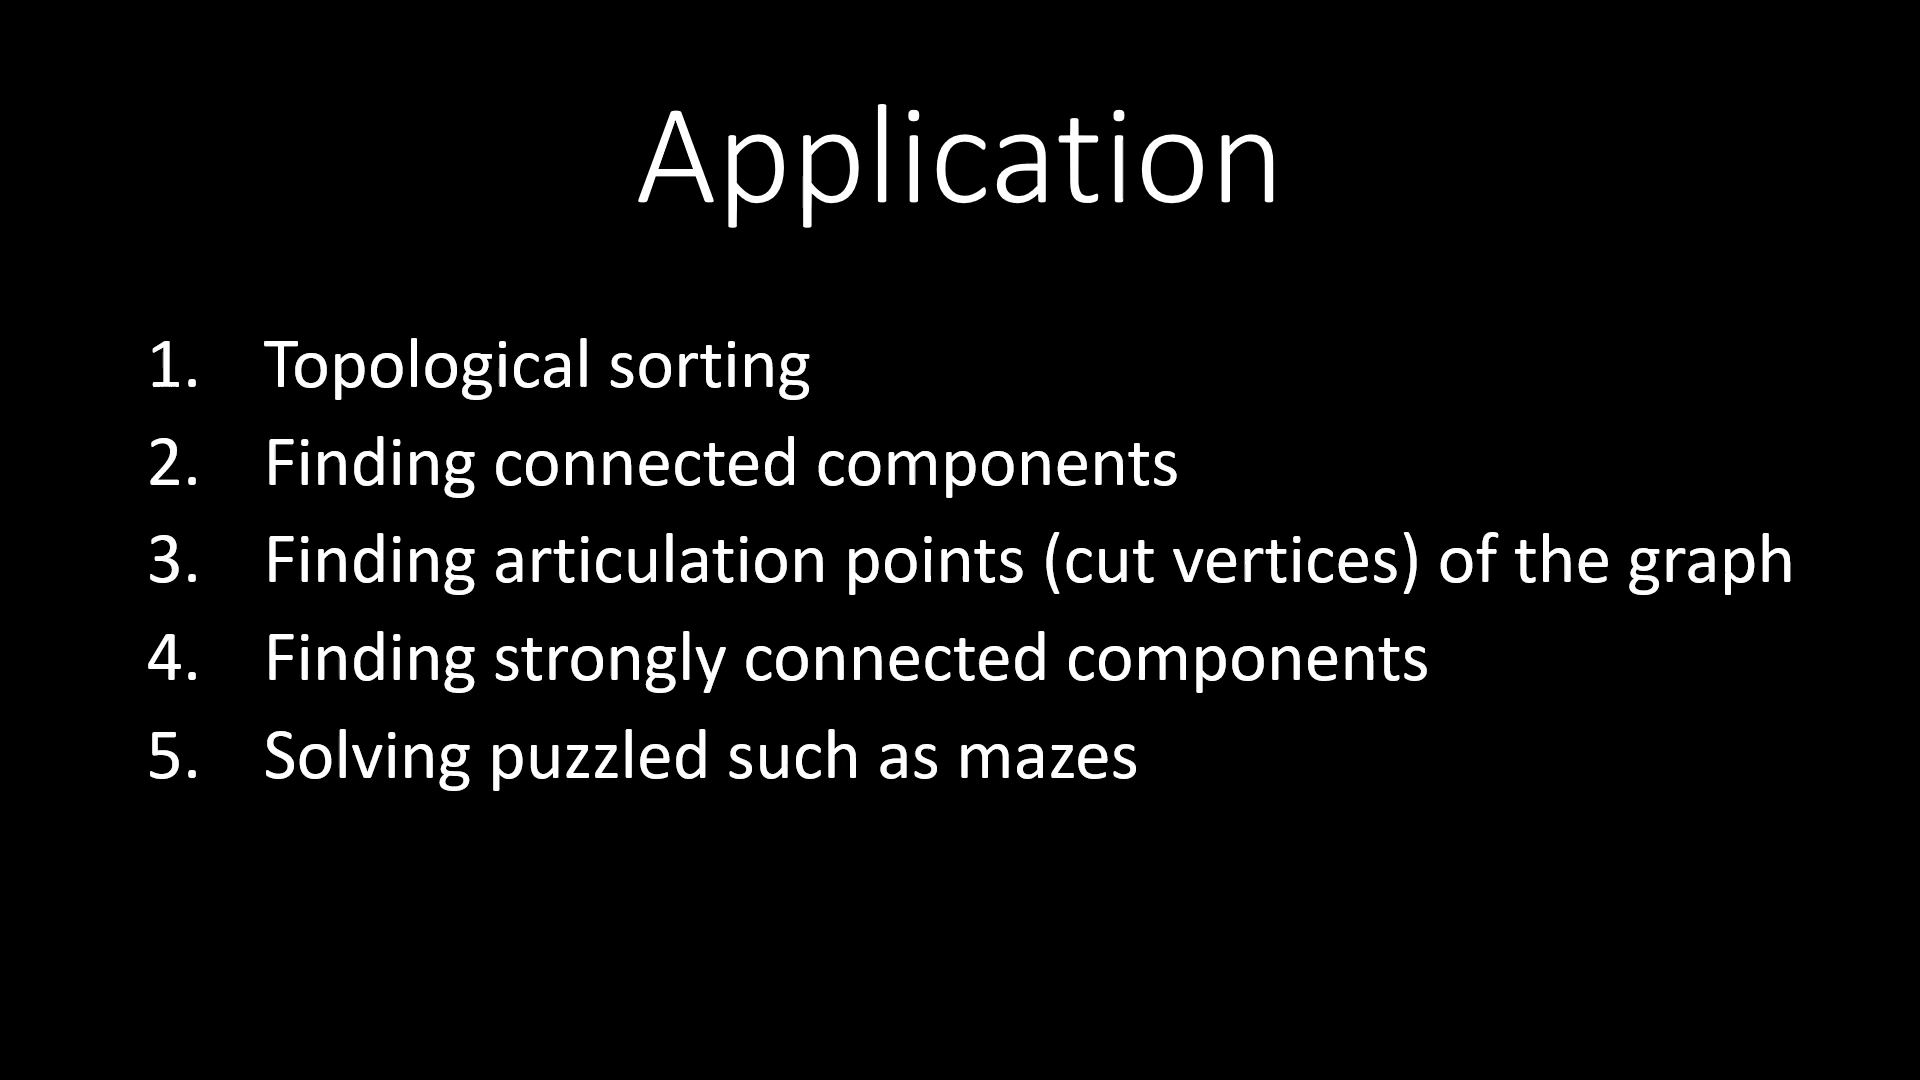 Application
1. Topological sorting
2. Finding connected components
3. Finding articulation points (cut vertices) of the graph
4. Finding strongly connected components
5. Solving puzzled such as mazes